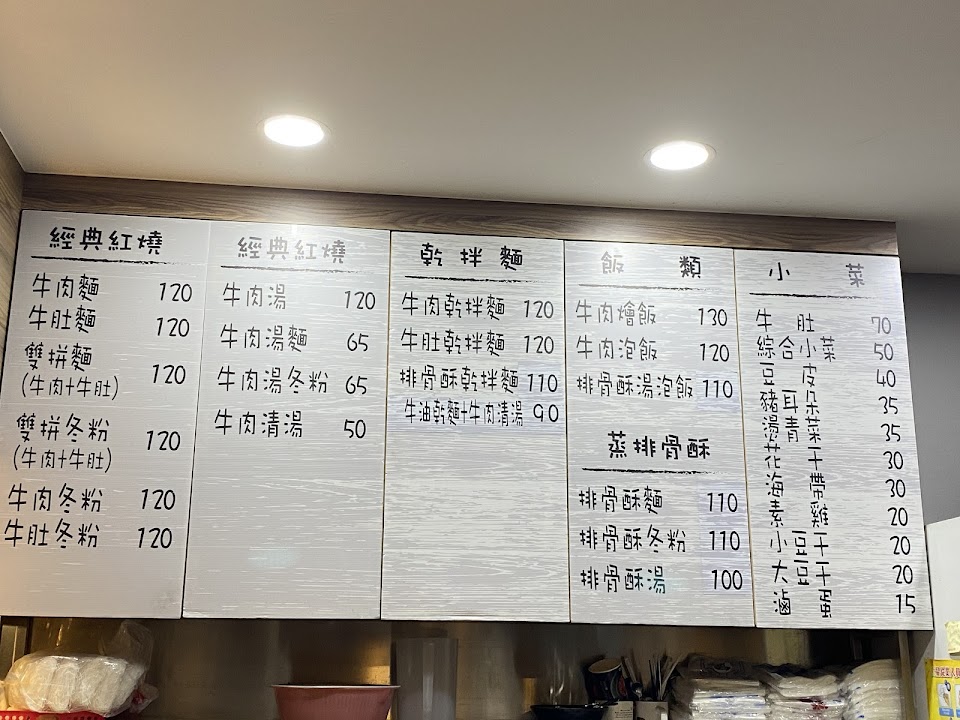 經典紅燒
牛肉麵 120
牛肚麵 120
雙拼麵 120
(牛肉+牛肚)
雙拼冬粉 120
(牛肉+牛肚)
牛肉冬粉 120
牛肚冬粉 120
經典紅燒
牛肉湯 120
牛肉湯麵 65
牛肉湯冬粉 65
牛肉清湯 50
乾拌麵
牛肉乾拌麵 120
牛肚乾拌麵 120
排骨酥乾拌麵 110
牛油乾麵+牛肉清湯 90
飯類
牛肉燴飯 130
牛肉泡飯 120
排骨酥湯泡飯 110
蒸排骨酥
排骨酥麵 110
排骨酥冬粉 110
排骨酥湯 100
小菜
牛肚 70
綜合小菜 50
豆皮 40
豬耳朵 35
燙青菜 35
花干 30
海帶 30
素雞 20
小豆干 20
大豆干 20
滷蛋 15